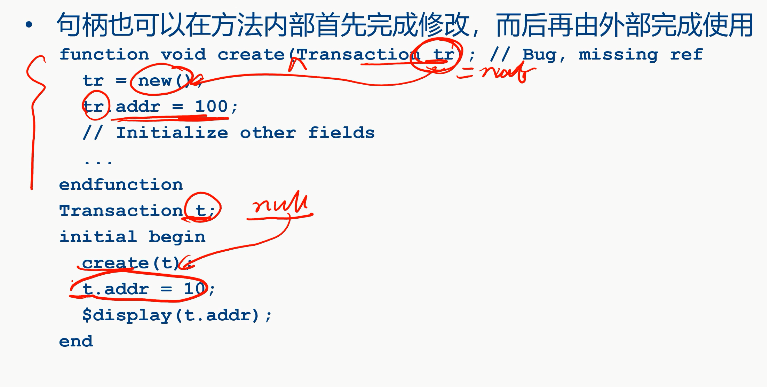 • 句柄也可以在方法内部首先完成修改，而后再由外部完成使用
function void create(Transaction tr ; // Bug, missing ref
tr = new();
tr.addr = 100;
// Initialize other fields
...
endfunction
Transaction t;
null
initial begin
create(t);
t.addr = 10;
$display(t.addr);
end